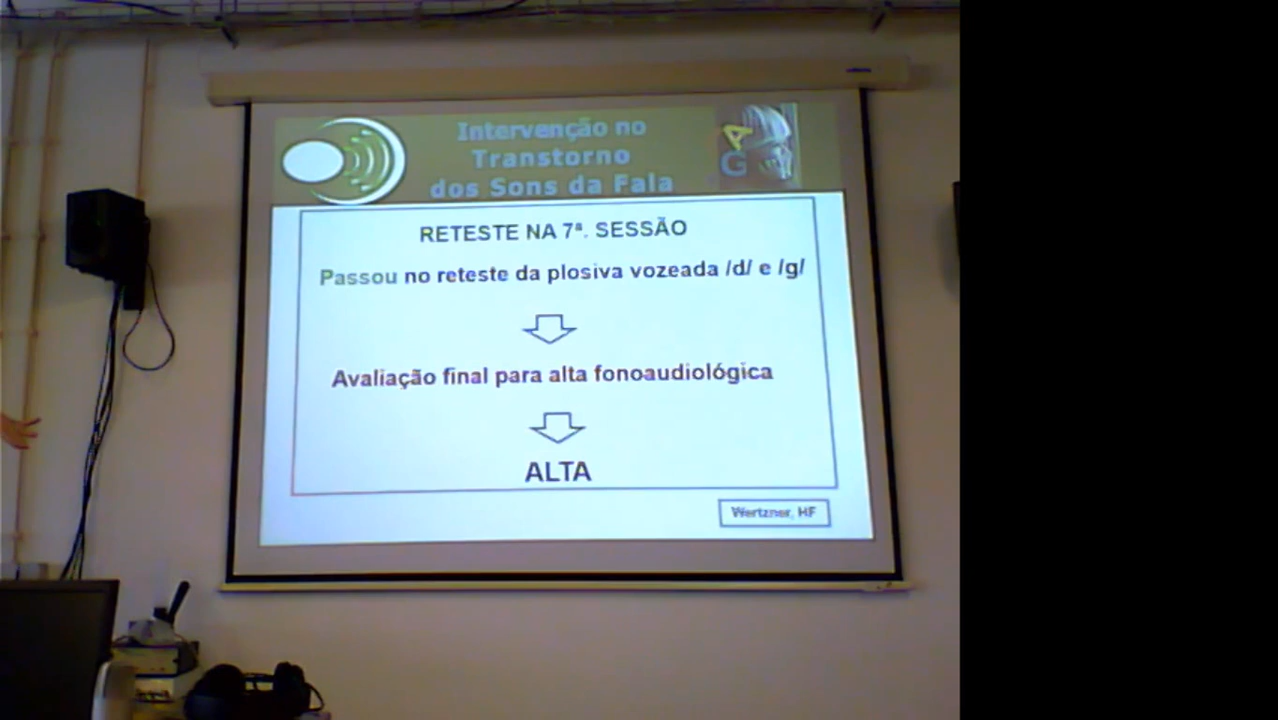 Intervenção no
Transtorno
dos Sons da Fala
A
G
RETESTE NA 7ª. SESSÃO
Passou no reteste da plosiva vozeada /d/ e /g/
Avaliação final para alta fonoaudiológica
ALTA
Wertzner, HF